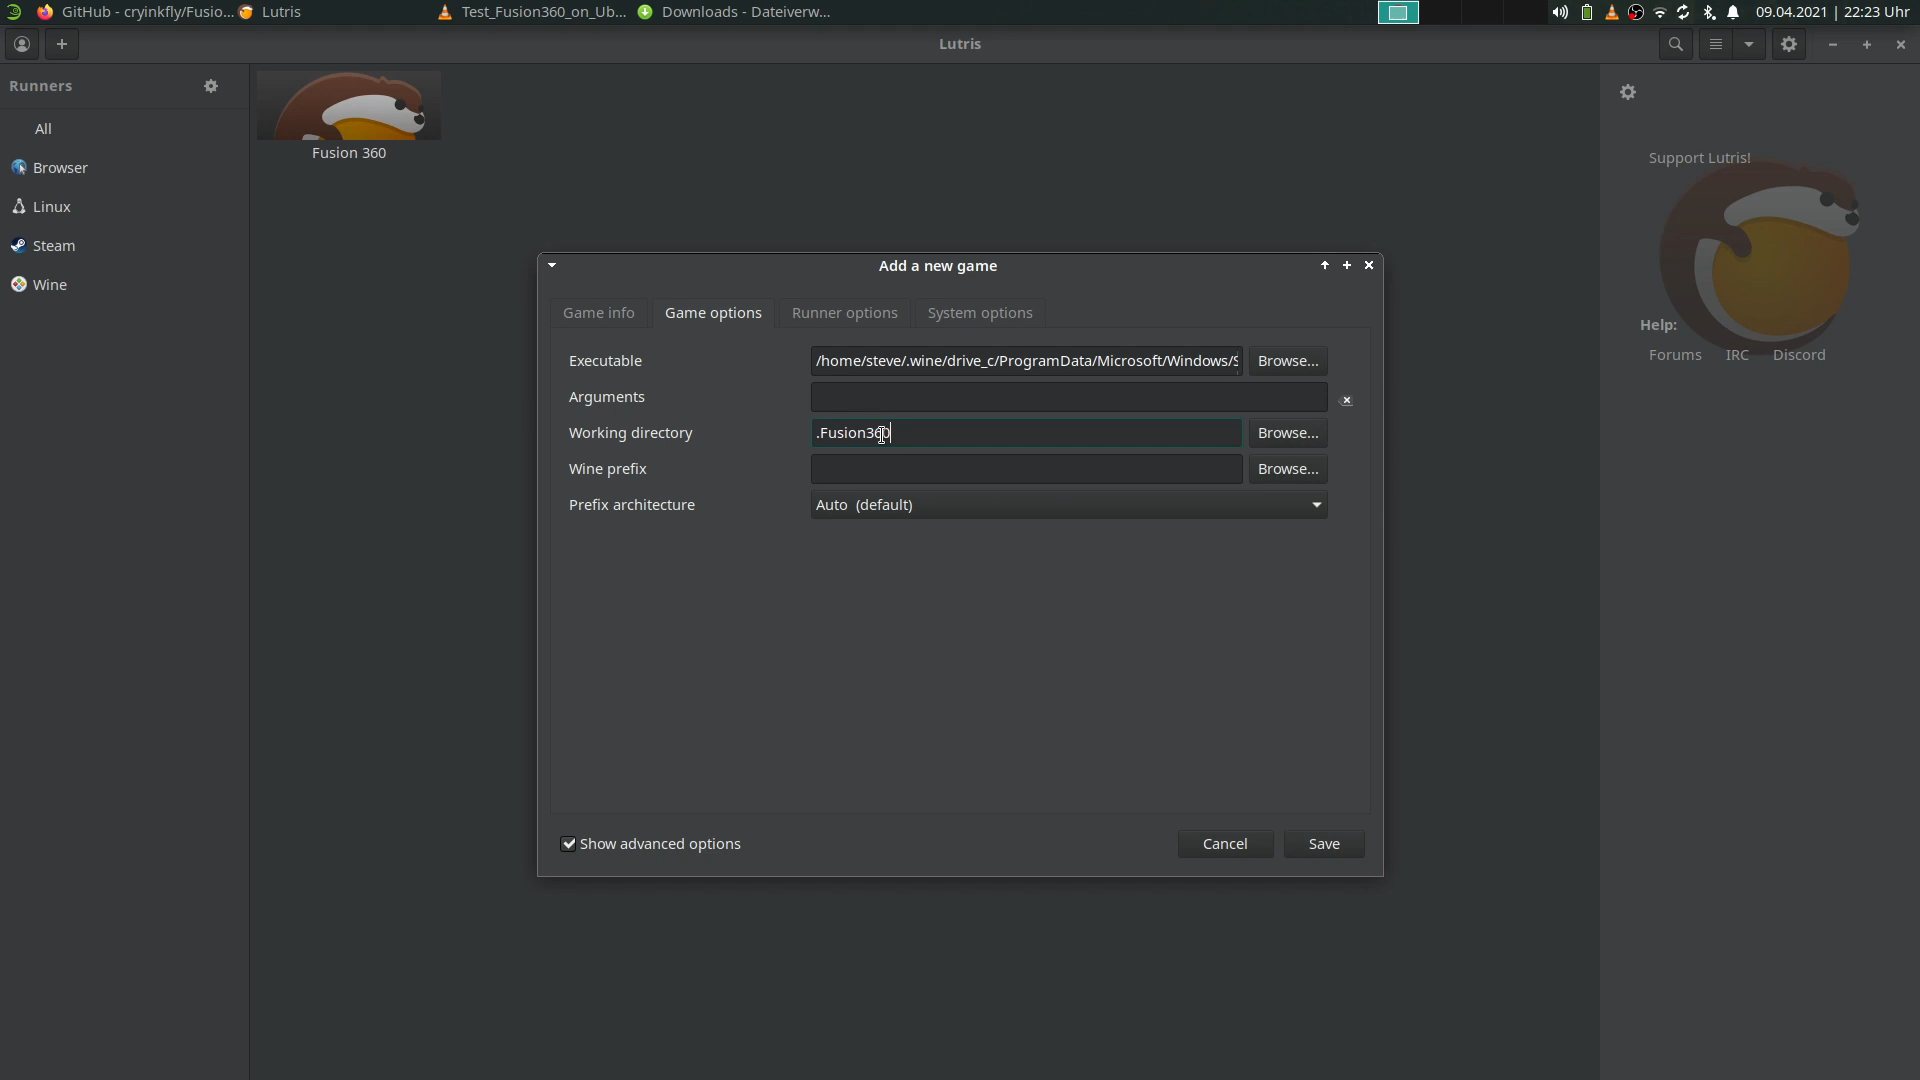 GitHub - cryinkfly/Fusio... Lutris Test_Fusion360_on_Ub... Downloads - Dateiverw... 09.04.2021 | 22:23 Uhr
Lutris
Runners
All
Browser
Linux
Steam
Wine
Fusion 360
Support Lutris!
Help:
Forums IRC Discord
Add a new game
Game info Game options Runner options System options
Executable /home/steve/.wine/drive_c/ProgramData/Microsoft/Windows/S Browse...
Arguments
Working directory .Fusion360 Browse...
Wine prefix Browse...
Prefix architecture Auto (default)
Show advanced options Cancel Save